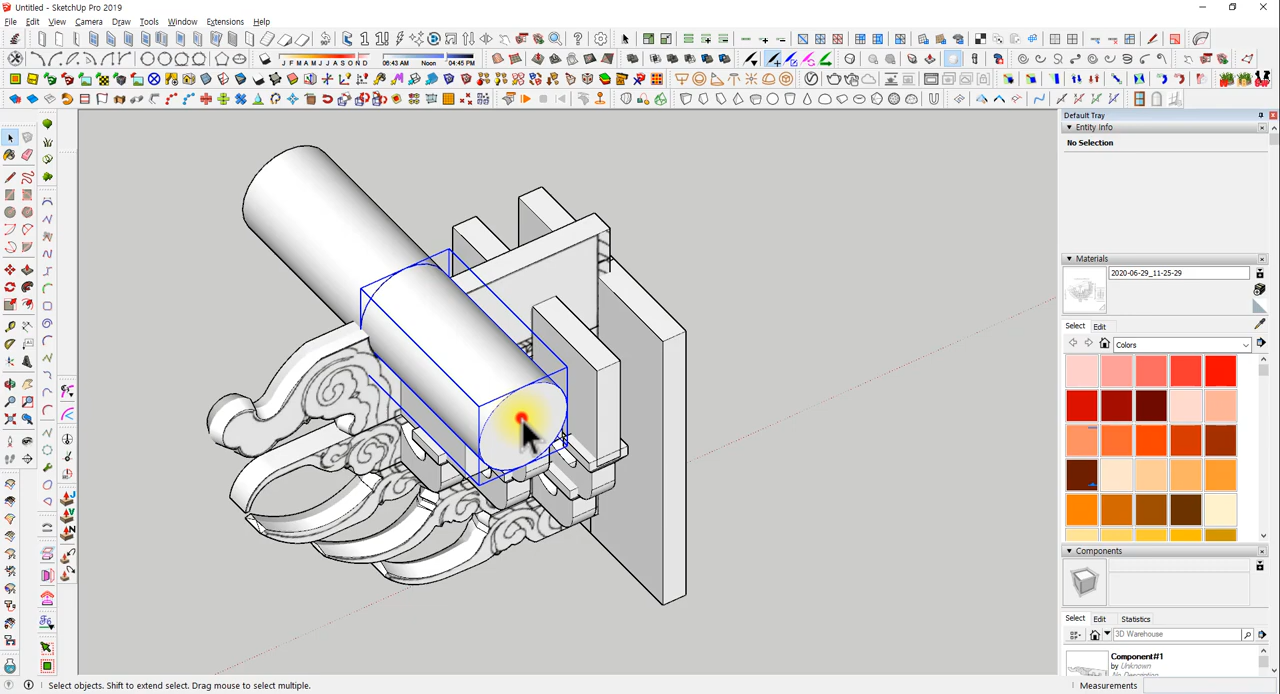 Untitled - SketchUp Pro 2019
File Edit View Camera Draw Tools Window Extensions Help
J F M A M J J A S O N D 06:43 AM Noon 04:45 PM
Default Tray
Entity Info
No Selection
Materials
2020-06-29_11-25-29
Select Edit
Colors
Components
Select Edit Statistics
3D Warehouse
Component#1
by Unknown
No Description
Select objects. Shift to extend select. Drag mouse to select multiple.
Measurements